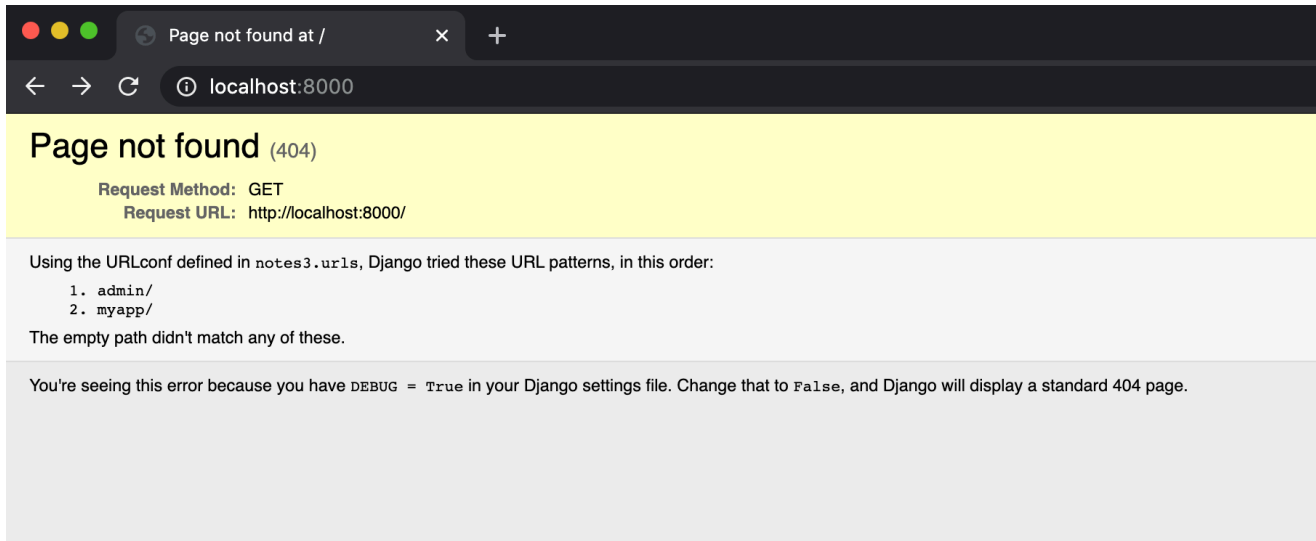 Page not found at /
localhost:8000
Page not found (404)
Request Method: GET
Request URL: http://localhost:8000/
Using the URLconf defined in notes3.urls, Django tried these URL patterns, in this order:
1. admin/
2. myapp/
The empty path didn't match any of these.
You're seeing this error because you have DEBUG = True in your Django settings file. Change that to False, and Django will display a standard 404 page.